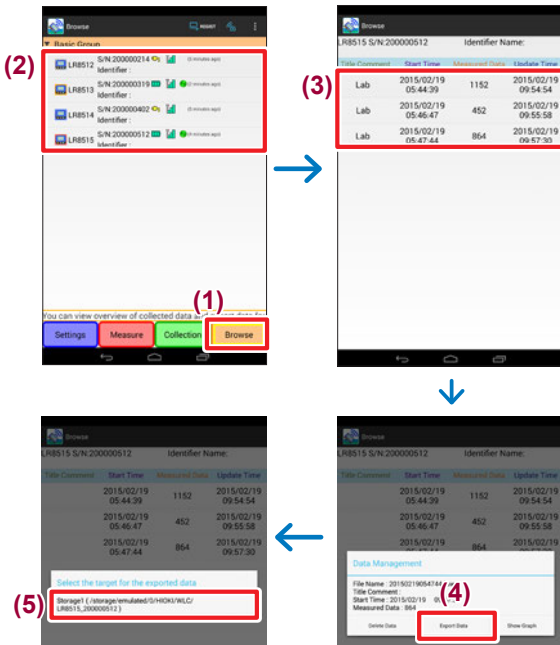 Browse
MODIFY
Basic Group
(2)
LR8512
S/N:200000214
(2 minutes ago)
Identifier :
LR8513
S/N:200000319
Identifier :
LR8514
S/N:200000402
Identifier :
LR8515
S/N:200000512
Identifier :
(1)
You can view overview of collected data and
Settings Measure Collection Browse
Browse
LR8515 S/N:200000512 Identifier Name:
Title Comment Start Time Measured Data Update Time
(3)
Lab 2015/02/19 05:44:39 1152 2015/02/19 09:54:54
Lab 2015/02/19 05:46:47 452 2015/02/19 09:55:58
Lab 2015/02/19 05:47:44 864 2015/02/19 09:57:30
Browse
LR8515 S/N:200000512 Identifier Name:
Title Comment Start Time Measured Data Update Time
2015/02/19 05:44:39 1152 2015/02/19 09:54:54
2015/02/19 05:46:47 452 2015/02/19 09:55:58
2015/02/19 864 2015/02/19 09:57:30
Data Management
File Name : 20150219054744
Title Comment :
Start Time : 2015/02/19
Measured Data : 864
(4)
Delete Data Export Data Show Graph
Browse
LR8515 S/N:200000512 Identifier Name:
Title Comment Start Time Measured Data Update Time
2015/02/19 05:44:39 1152 2015/02/19 09:54:54
2015/02/19 05:46:47 452 2015/02/19 09:55:58
2015/02/19 05:47:44 864 2015/02/19 09:57:30
Select the target for the exported data
(5)
Storage1 ( /storage/emulated/0/HIOKI/WLC/
LR8515_200000512 )